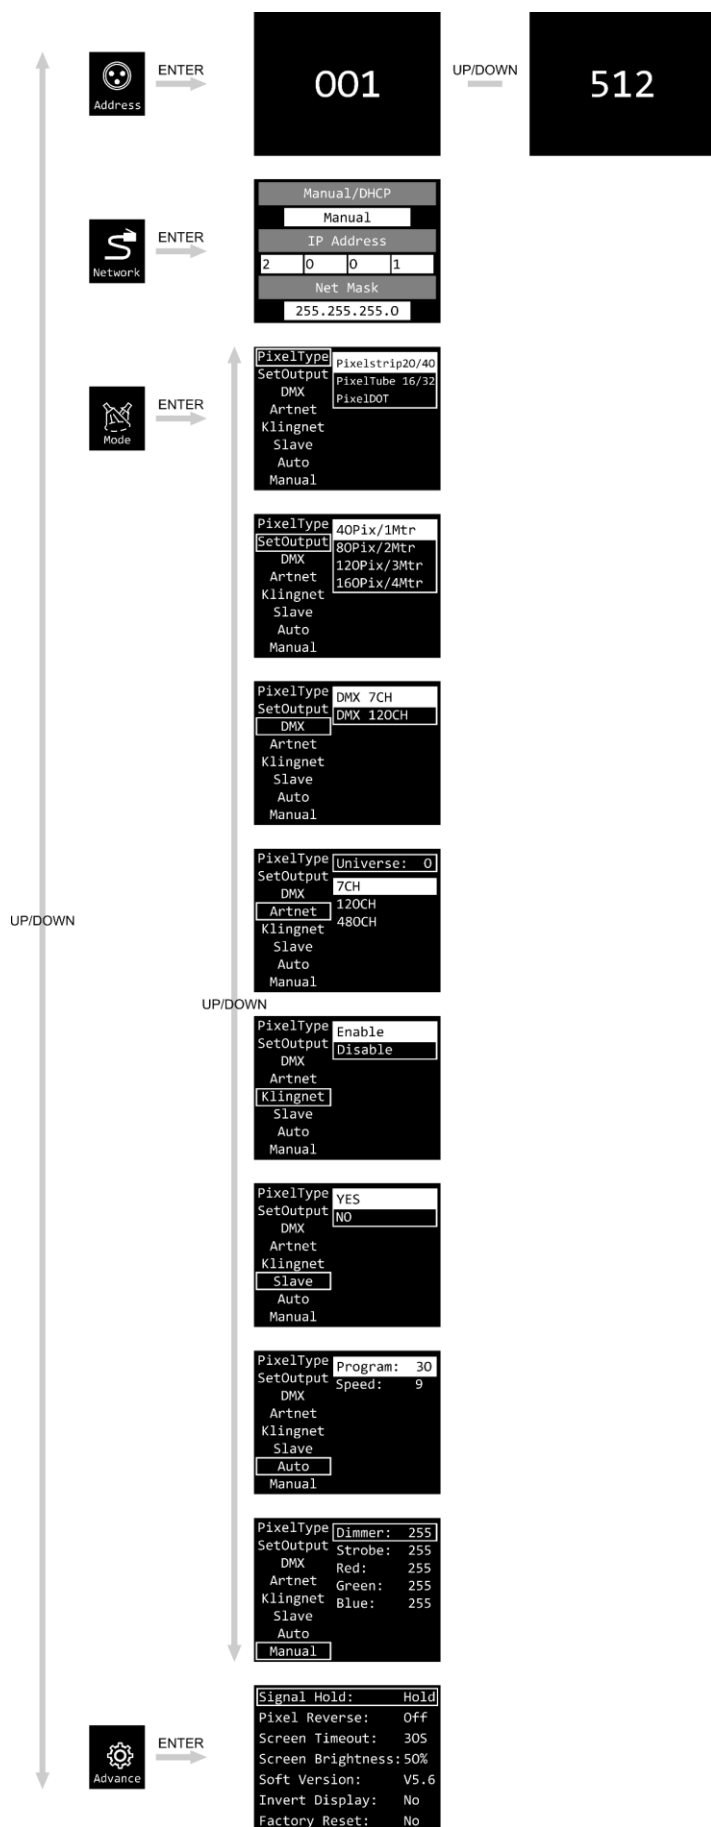 Address
ENTER
001
UP/DOWN
512
Manual/DHCP
Manual
IP Address
2 0 0 1
Net Mask
255.255.255.0
Network
ENTER
PixelType
SetOutput
DMX
Artnet
Klingnet
Slave
Auto
Manual
Pixelstrip20/40
PixelTube 16/32
PixelDOT
Mode
ENTER
PixelType
SetOutput
DMX
Artnet
Klingnet
Slave
Auto
Manual
40Pix/1Mtr
80Pix/2Mtr
120Pix/3Mtr
160Pix/4Mtr
PixelType
SetOutput
DMX
Artnet
Klingnet
Slave
Auto
Manual
DMX 7CH
DMX 120CH
PixelType
SetOutput
DMX
Artnet
Klingnet
Slave
Auto
Manual
Universe: 0
7CH
120CH
480CH
UP/DOWN
UP/DOWN
PixelType
SetOutput
DMX
Artnet
Klingnet
Slave
Auto
Manual
Enable
Disable
PixelType
SetOutput
DMX
Artnet
Klingnet
Slave
Auto
Manual
YES
NO
PixelType
SetOutput
DMX
Artnet
Klingnet
Slave
Auto
Manual
Program: 30
Speed: 9
PixelType
SetOutput
DMX
Artnet
Klingnet
Slave
Auto
Manual
Dimmer: 255
Strobe: 255
Red: 255
Green: 255
Blue: 255
Advance
ENTER
Signal Hold: Hold
Pixel Reverse: Off
Screen Timeout: 30S
Screen Brightness: 50%
Soft Version: V5.6
Invert Display: No
Factory Reset: No